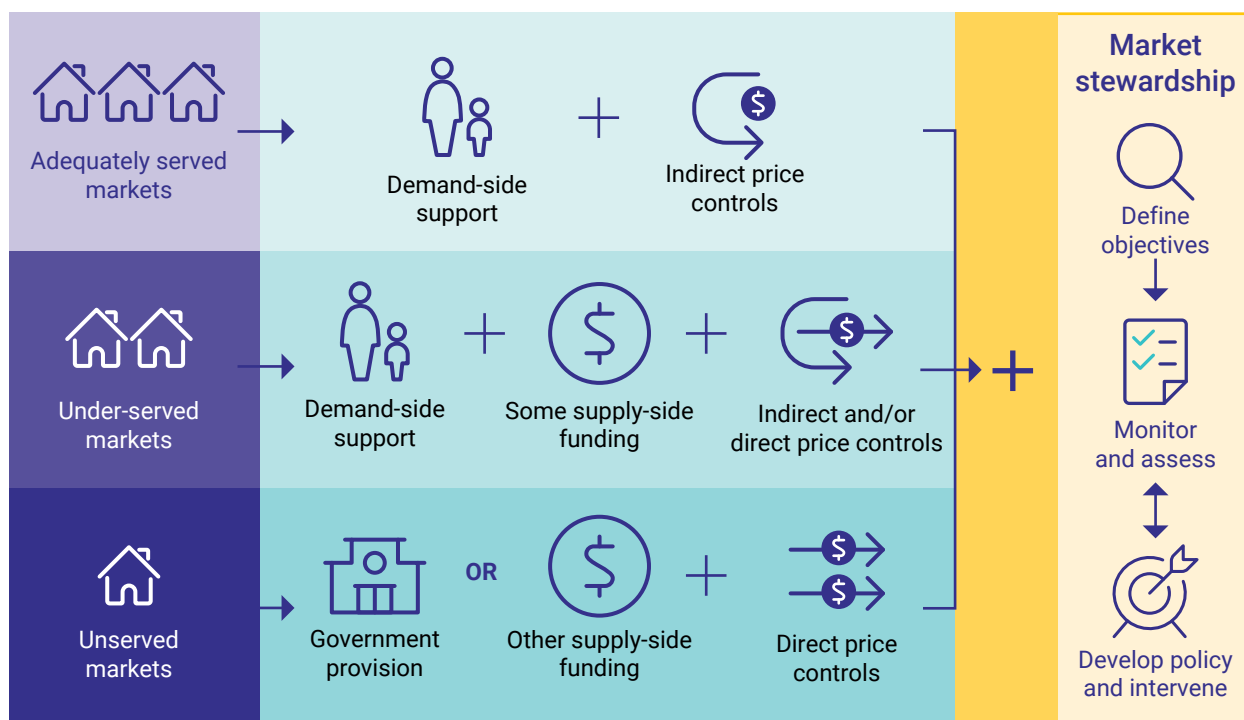 Adequately served
markets
Demand-side
support
+
$
Indirect price
controls
Under-served
markets
Demand-side
support
+
$
Some supply-side
funding
+
$
Indirect and/or
direct price controls
Unserved
markets
Government
provision
OR
$
Other supply-side
funding
+
$
$
Direct price
controls
+
Market
stewardship
Define
objectives
Monitor
and assess
Develop policy
and intervene